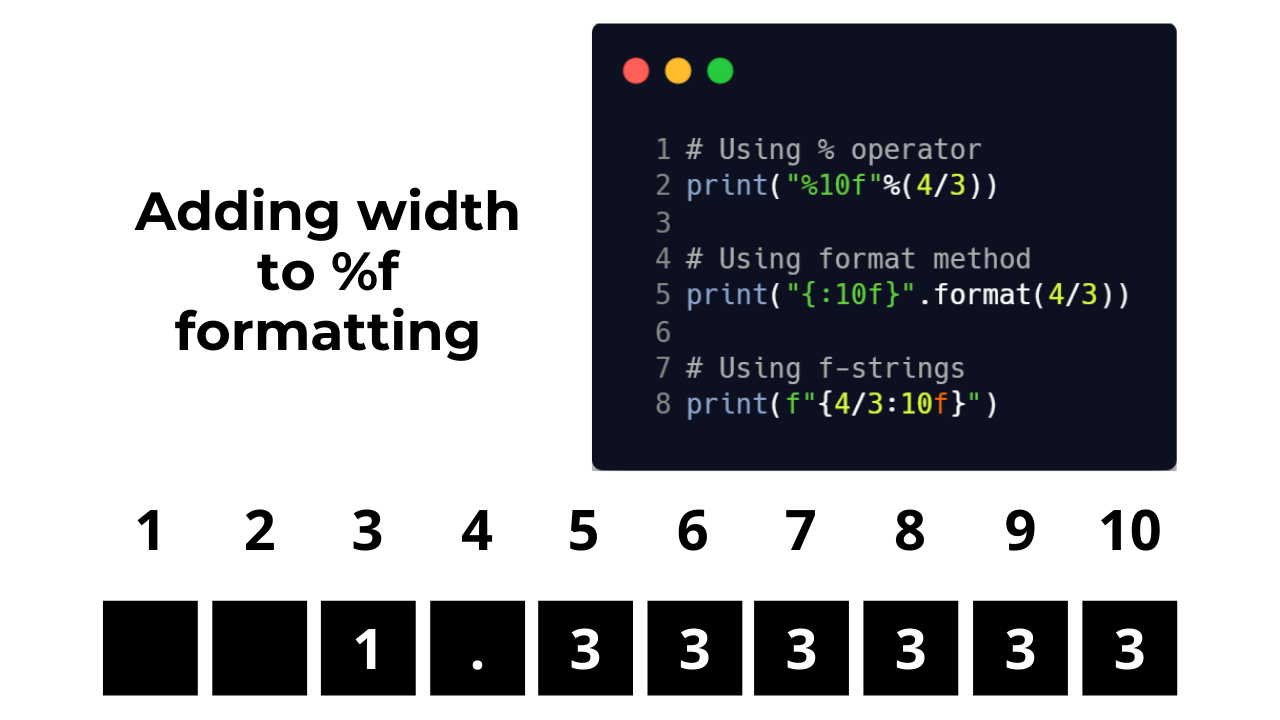 Adding width
to %f
formatting
1 # Using % operator
2 print("%10f"%(4/3))
3
4 # Using format method
5 print("{:10f}".format(4/3))
6
7 # Using f-strings
8 print(f"{4/3:10f}")
1 2 3 4 5 6 7 8 9 10
1 . 3 3 3 3 3 3